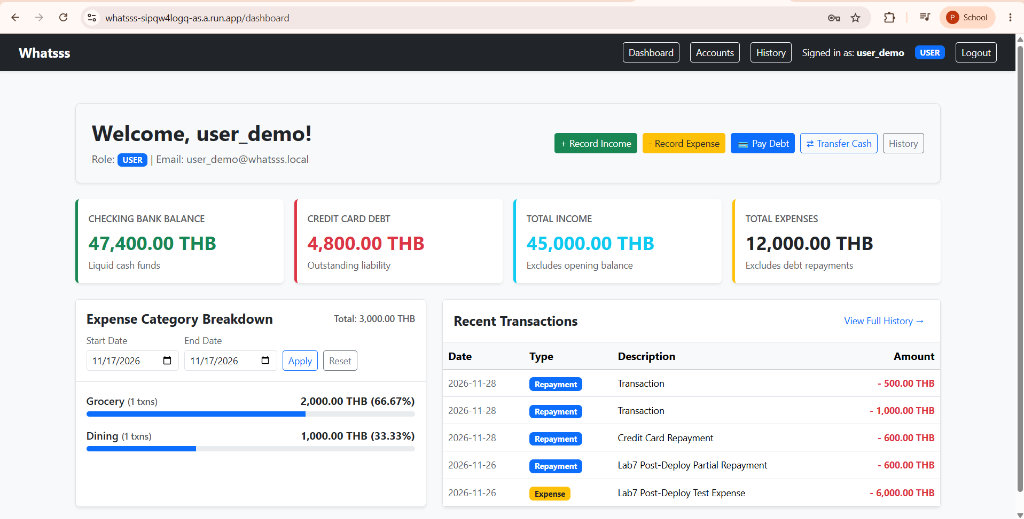 whatsss-sipqw4logq-as.a.run.app/dashboard
P School
Whatsss
Dashboard Accounts History Signed in as: user_demo USER Logout
Welcome, user_demo!
Role: USER | Email: user_demo@whatsss.local
+ Record Income
- Record Expense
Pay Debt
⇄ Transfer Cash
History
CHECKING BANK BALANCE
47,400.00 THB
Liquid cash funds
CREDIT CARD DEBT
4,800.00 THB
Outstanding liability
TOTAL INCOME
45,000.00 THB
Excludes opening balance
TOTAL EXPENSES
12,000.00 THB
Excludes debt repayments
Expense Category Breakdown Total: 3,000.00 THB
Start Date End Date
11/17/2026 11/17/2026 Apply Reset
Grocery (1 txns) 2,000.00 THB (66.67%)
Dining (1 txns) 1,000.00 THB (33.33%)
Recent Transactions View Full History →
Date Type Description Amount
2026-11-28 Repayment Transaction - 500.00 THB
2026-11-28 Repayment Transaction - 1,000.00 THB
2026-11-28 Repayment Credit Card Repayment - 600.00 THB
2026-11-26 Repayment Lab7 Post-Deploy Partial Repayment - 600.00 THB
2026-11-26 Expense Lab7 Post-Deploy Test Expense - 6,000.00 THB